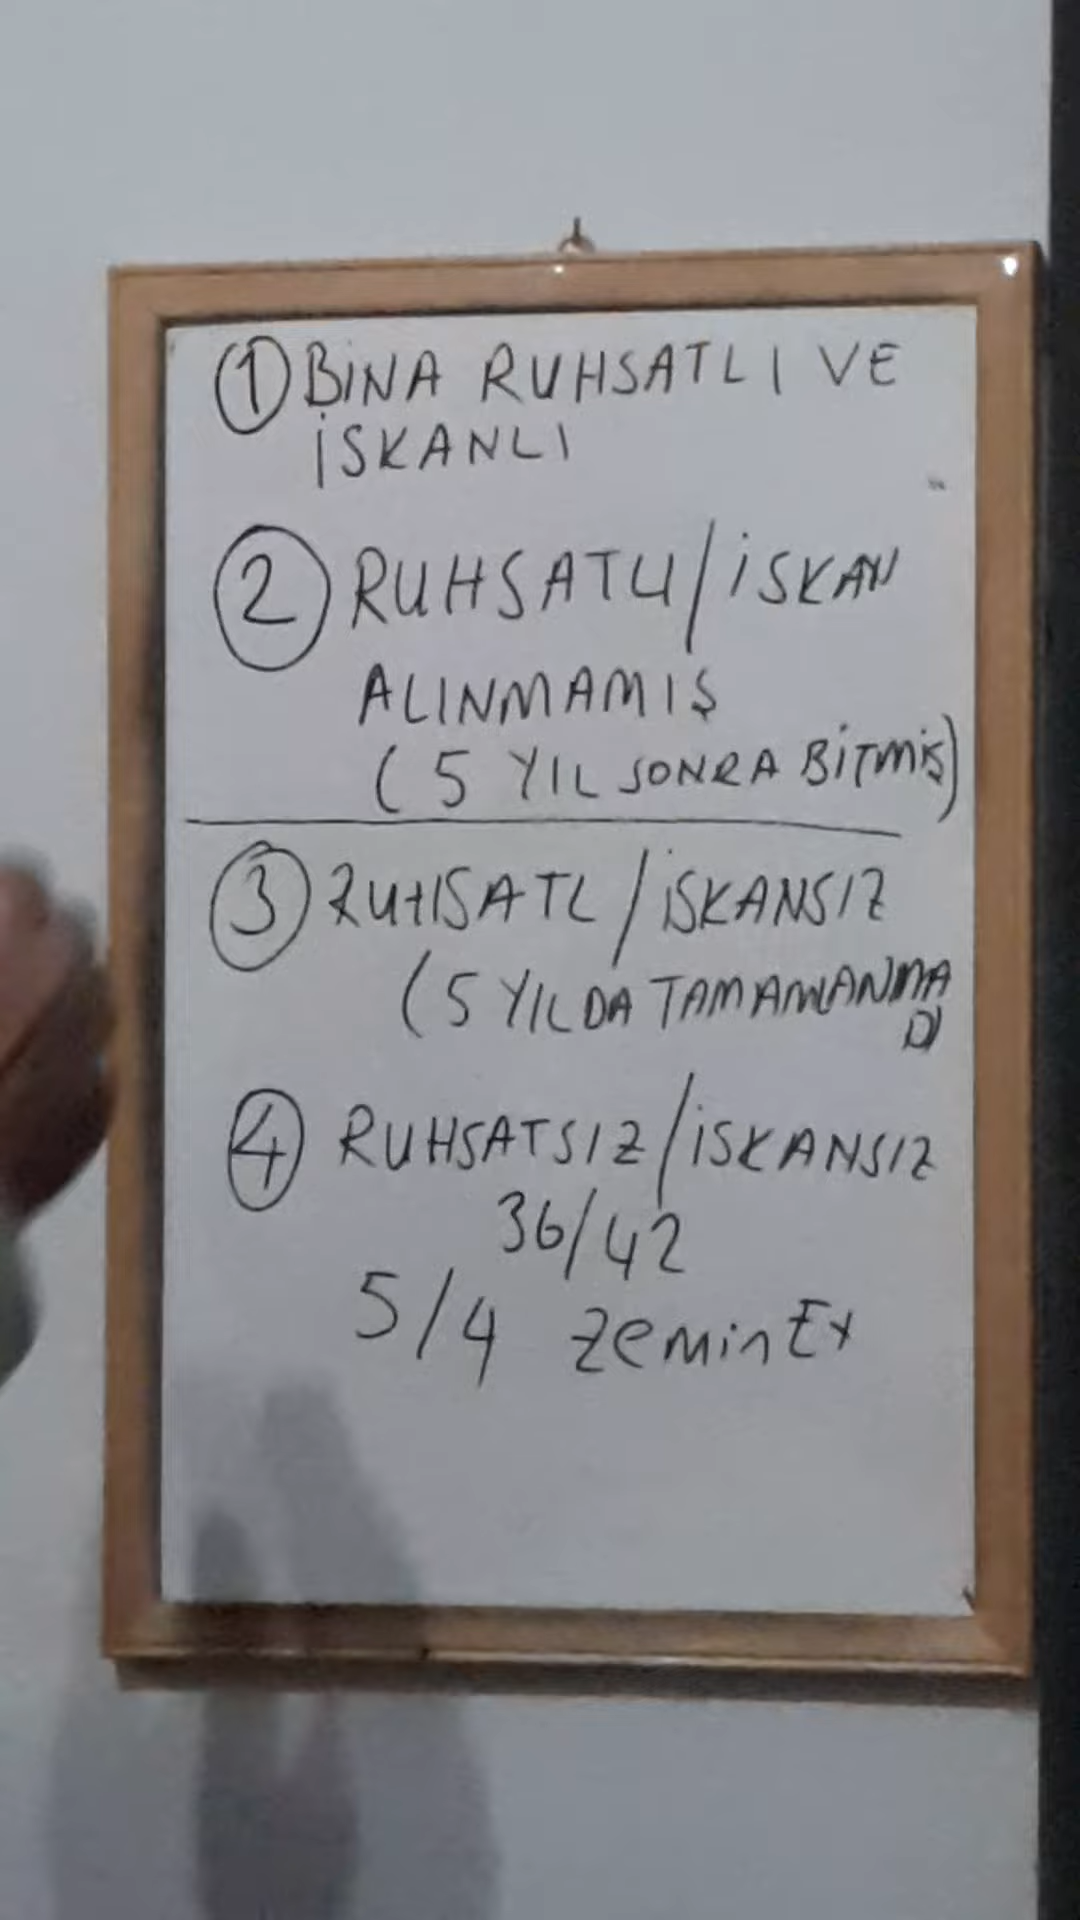 1 BİNA RUHSATLI VE
İSKANLI
2 RUHSATLI/İSKAN
ALINMAMIŞ
(5 YIL SONRA BİTMİŞ)
3 RUHSATL/İSKANSIZ
(5 YILDA TAMAMLANMA
DI
4 RUHSATSIZ/İSKANSIZ
36/42
5/4 zemin Ex